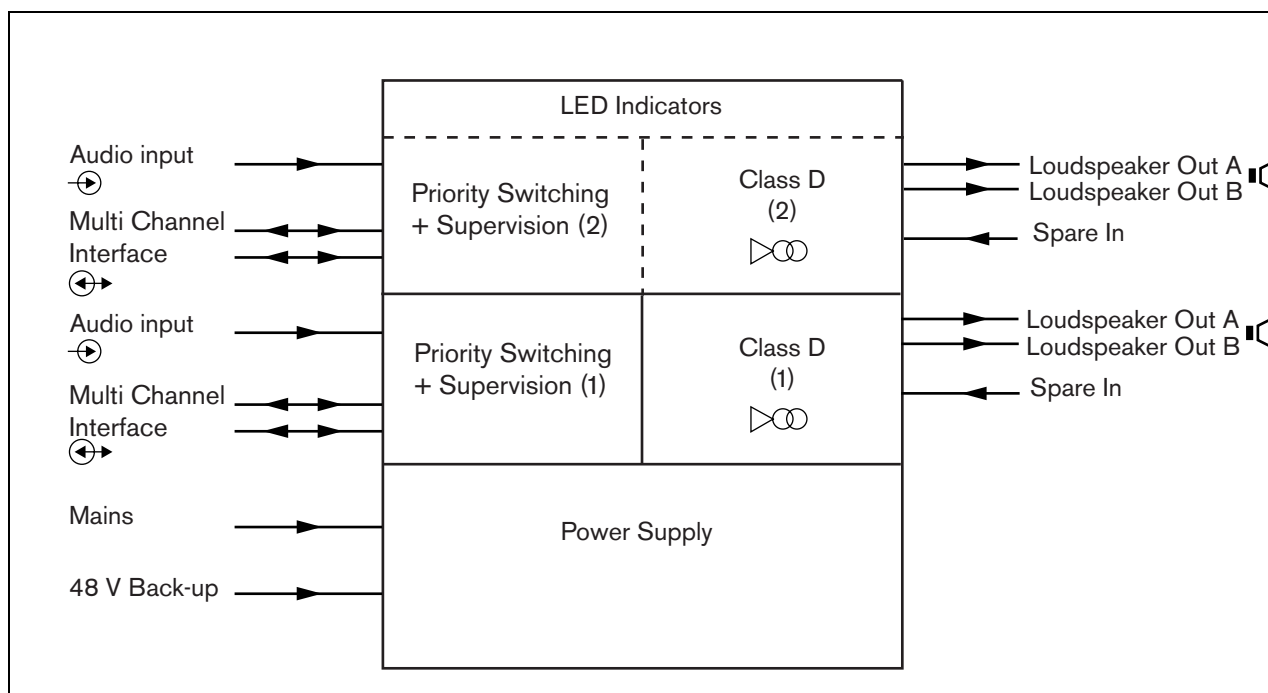 LED Indicators
Audio input
Multi Channel
Interface
Priority Switching
+ Supervision (2)
Class D
(2)
Loudspeaker Out A
Loudspeaker Out B
Spare In
Audio input
Multi Channel
Interface
Priority Switching
+ Supervision (1)
Class D
(1)
Loudspeaker Out A
Loudspeaker Out B
Spare In
Mains
48 V Back-up
Power Supply